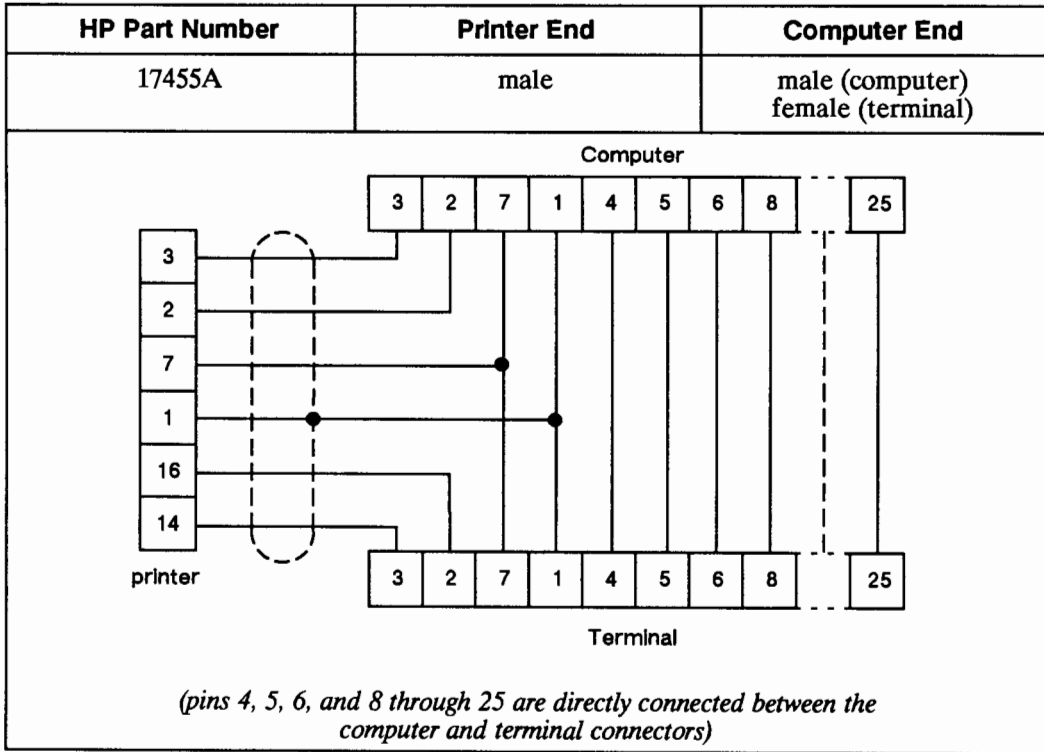 HP Part Number Printer End Computer End
17455A male male (computer)
female (terminal)
Computer
3 2 7 1 4 5 6 8 25
3
2
7
1
16
14
printer
3 2 7 1 4 5 6 8 25
Terminal
(pins 4, 5, 6, and 8 through 25 are directly connected between the
computer and terminal connectors)